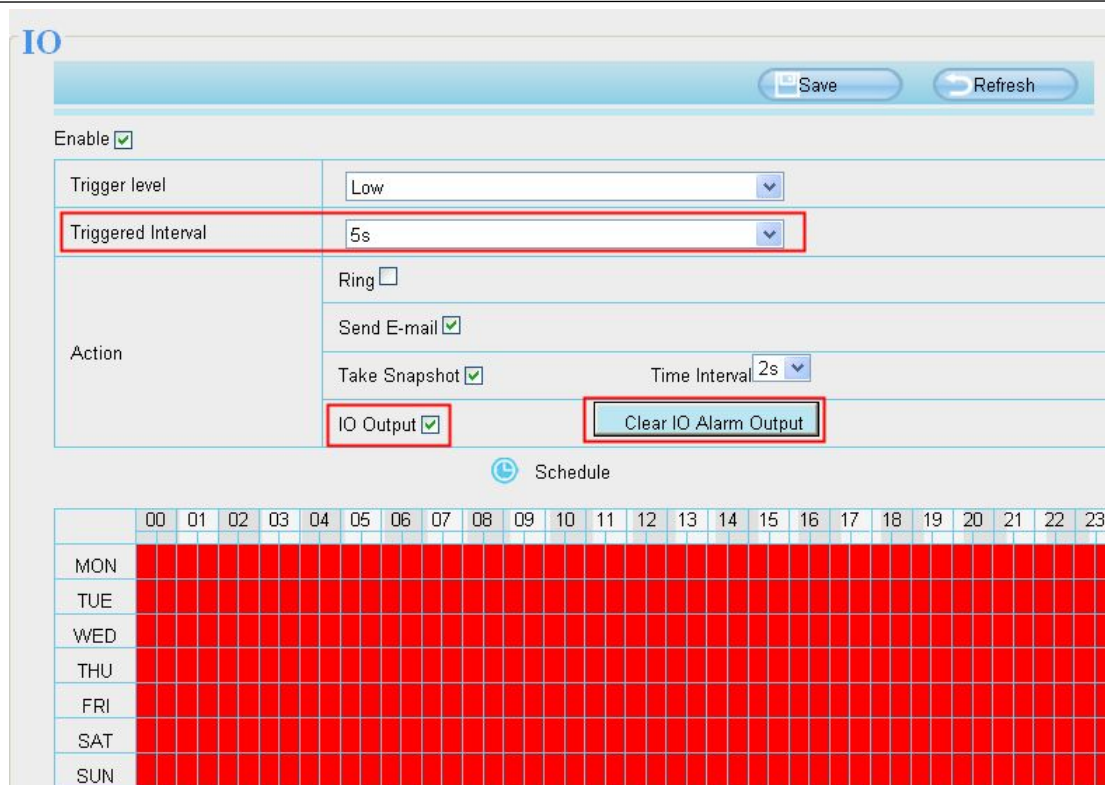 IO
Save Refresh
Enable
Trigger level Low
Triggered Interval 5s
Ring
Send E-mail
Action
Take Snapshot Time Interval 2s
IO Output Clear IO Alarm Output
Schedule
00 01 02 03 04 05 06 07 08 09 10 11 12 13 14 15 16 17 18 19 20 21 22 23
MON
TUE
WED
THU
FRI
SAT
SUN